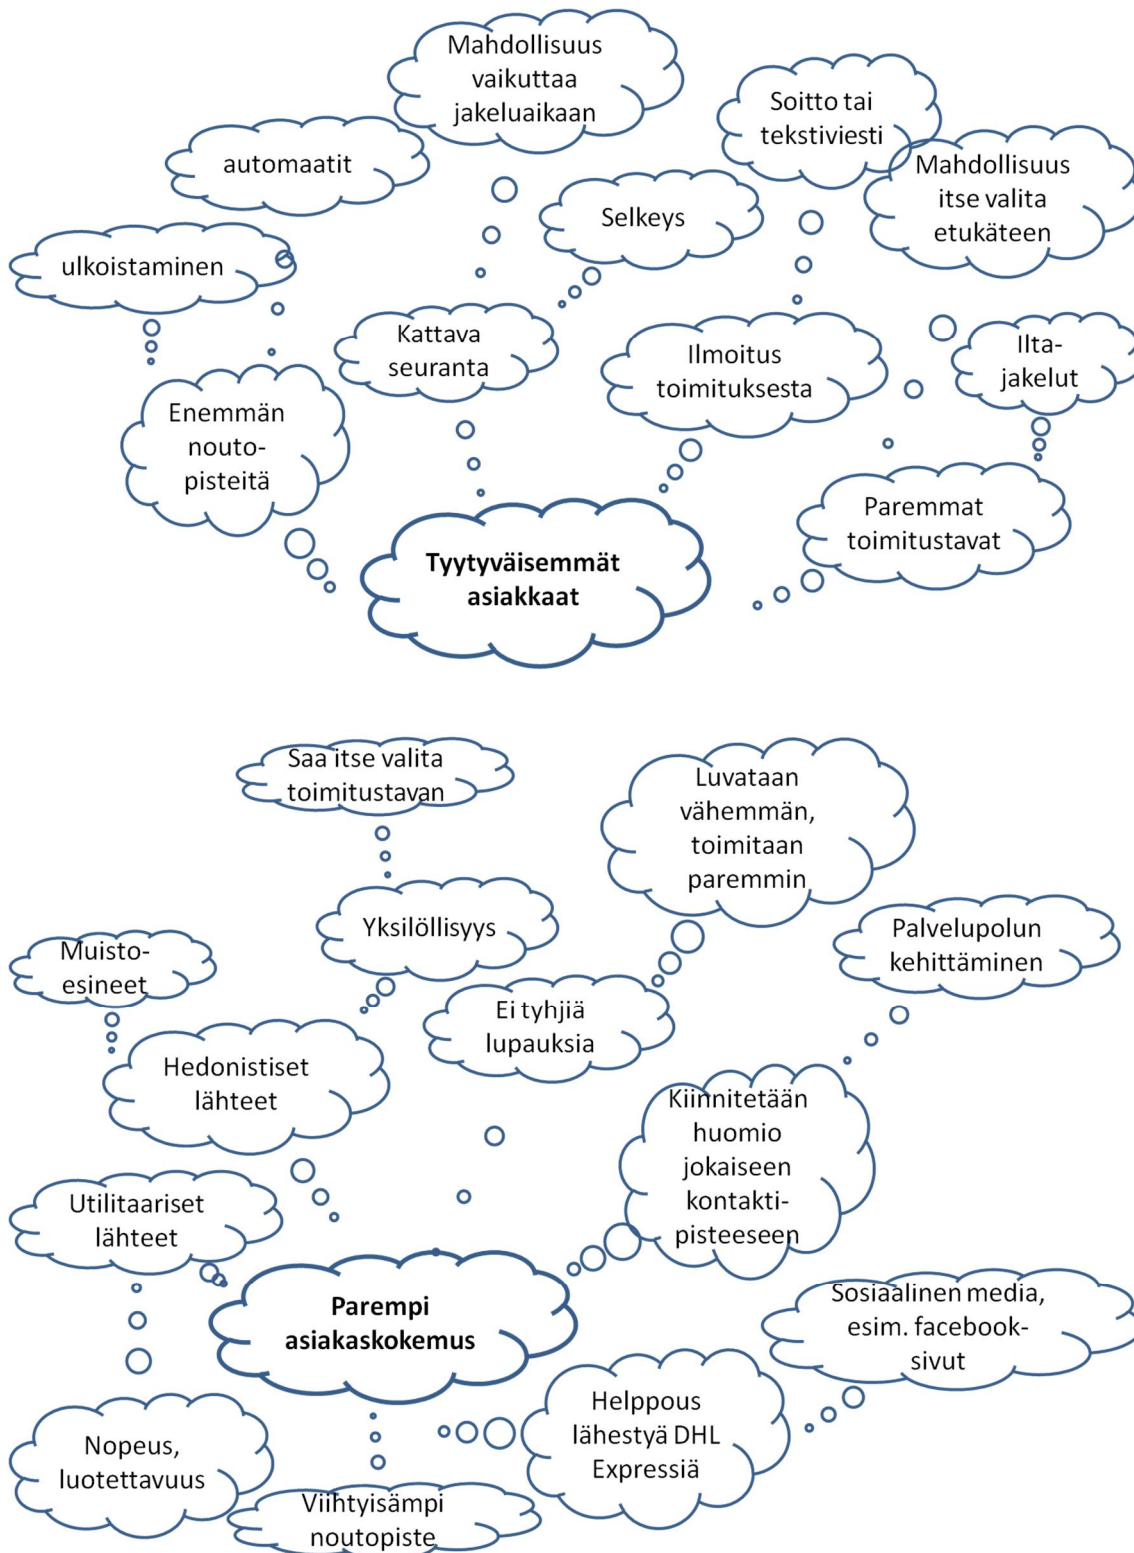 Mahdollisuus
vaikuttaa
jakeluaikaan
Soitto tai
tekstiviesti
automaatit
Mahdollisuus
itse valita
etukäteen
Selkeys
ulkoistaminen
Kattava
seuranta
Ilmoitus
toimituksesta
Ilta-
jakelut
Enemmän
nouto-
pisteitä
Paremmat
toimitustavat
Tyytyväisemmät
asiakkaat
Saa itse valita
toimitustavan
Luvataan
vähemmän,
toimitaan
paremmin
Yksilöllisyys
Palvelupolun
kehittäminen
Muisto-
esineet
Ei tyhjiä
lupauksia
Hedonistiset
lähteet
Kiinnitetään
huomio
jokaiseen
kontakti-
pisteeseen
Utilitaariset
lähteet
Parempi
asiakaskokemus
Sosiaalinen media,
esim. facebook-
sivut
Helppous
lähestyä DHL
Expressiä
Nopeus,
luotettavuus
Viihtyisämpi
noutopiste